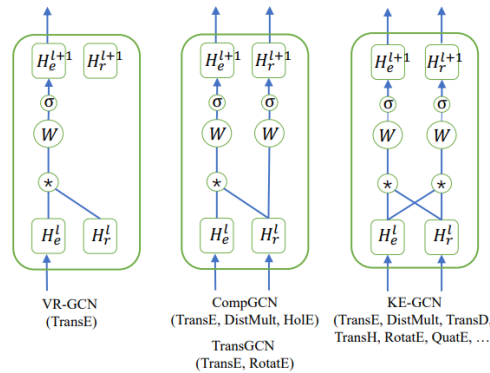 H_e^{l+1} H_r^{l+1}
σ
W
*
H_e^l H_r^l
VR-GCN
(TransE)
H_e^{l+1} H_r^{l+1}
σ σ
W W
*
H_e^l H_r^l
CompGCN
(TransE, DistMult, HolE)
TransGCN
(TransE, RotatE)
H_e^{l+1} H_r^{l+1}
σ σ
W W
* *
H_e^l H_r^l
KE-GCN
(TransE, DistMult, TransD,
TransH, RotatE, QuatE, …